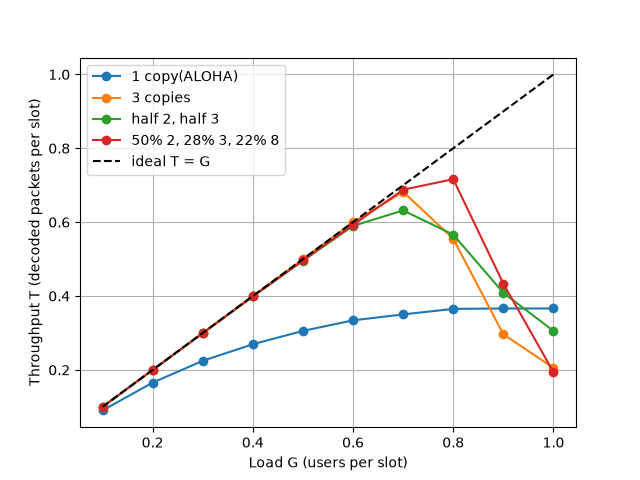 1 copy(ALOHA)
3 copies
half 2, half 3
50% 2, 28% 3, 22% 8
ideal T = G
Throughput T (decoded packets per slot)
1.0
0.8
0.6
0.4
0.2
0.2 0.4 0.6 0.8 1.0
Load G (users per slot)